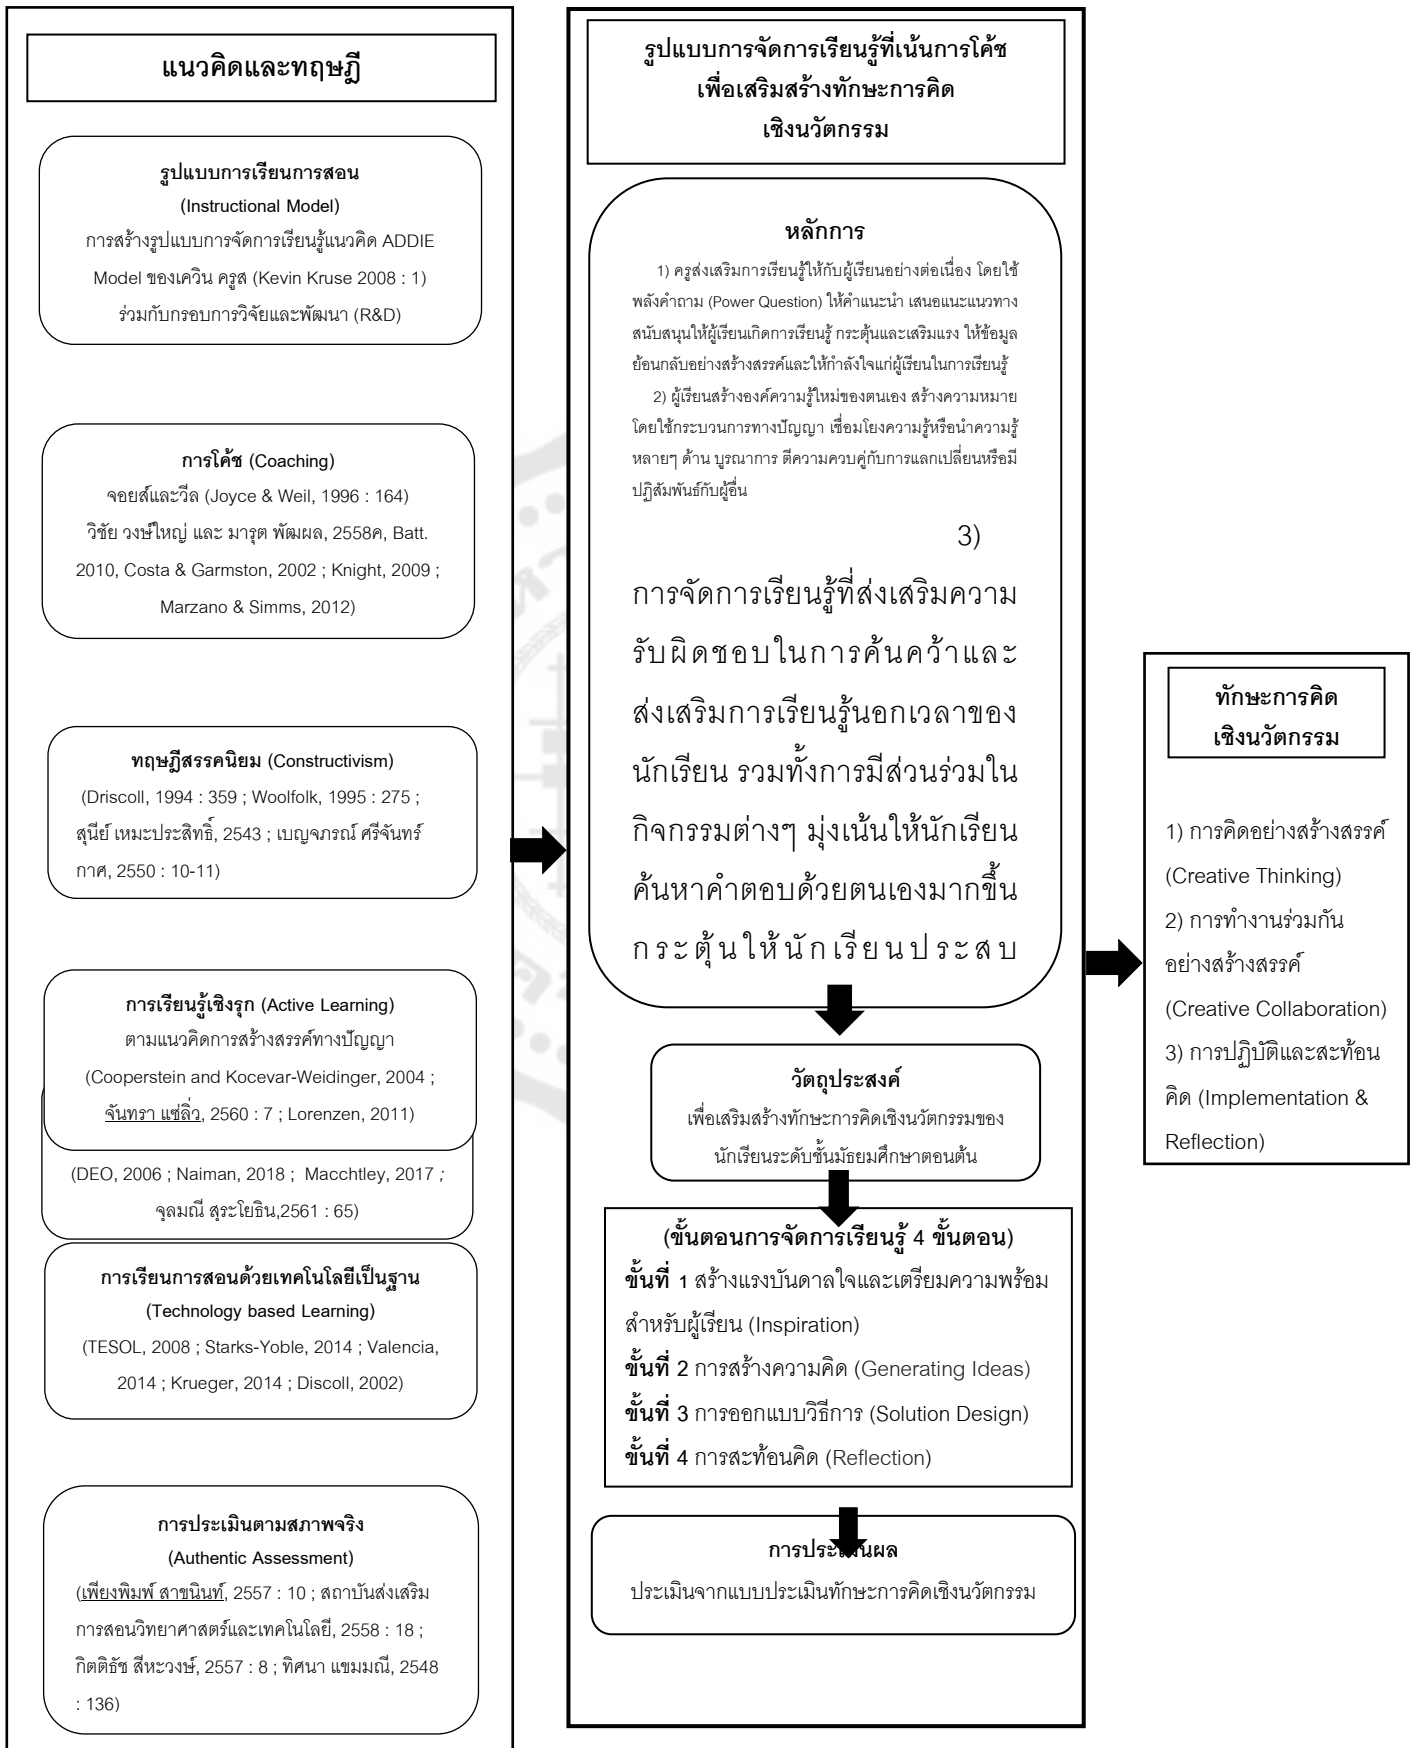 แนวคิดและทฤษฎี
รูปแบบการเรียนการสอน
(Instructional Model)
การสร้างรูปแบบการจัดการเรียนรู้แนวคิด ADDIE
Model ของเควิน ครูส (Kevin Kruse 2008 : 1)
ร่วมกับกรอบการวิจัยและพัฒนา (R&D)
การโค้ช (Coaching)
จอยส์และวีล (Joyce & Weil, 1996 : 164)
วิชัย วงษ์ใหญ่ และ มารุต พัฒผล, 2558ค, Batt.
2010, Costa & Garmston, 2002 ; Knight, 2009 ;
Marzano & Simms, 2012)
ทฤษฎีสรรคนิยม (Constructivism)
(Driscoll, 1994 : 359 ; Woolfolk, 1995 : 275 ;
สุนีย์ เหมะประสิทธิ์, 2543 ; เบญจภรณ์ ศรีจันทร์
กาศ, 2550 : 10-11)
การเรียนรู้เชิงรุก (Active Learning)
ตามแนวคิดการสร้างสรรค์ทางปัญญา
(Cooperstein and Kocevar-Weidinger, 2004 ;
จันทรา แซ่ลิ่ว, 2560 : 7 ; Lorenzen, 2011)
(DEO, 2006 ; Naiman, 2018 ; Macchtley, 2017 ;
จุลมณี สุระโยธิน,2561 : 65)
การเรียนการสอนด้วยเทคโนโลยีเป็นฐาน
(Technology based Learning)
(TESOL, 2008 ; Starks-Yoble, 2014 ; Valencia,
2014 ; Krueger, 2014 ; Discoll, 2002)
การประเมินตามสภาพจริง
(Authentic Assessment)
(เพียงพิมพ์ สาขนินท์, 2557 : 10 ; สถาบันส่งเสริม
การสอนวิทยาศาสตร์และเทคโนโลยี, 2558 : 18 ;
กิตติธัช สีหะวงษ์, 2557 : 8 ; ทิศนา แขมมณี, 2548
: 136)
รูปแบบการจัดการเรียนรู้ที่เน้นการโค้ช
เพื่อเสริมสร้างทักษะการคิด
เชิงนวัตกรรม
หลักการ
1) ครูส่งเสริมการเรียนรู้ให้กับผู้เรียนอย่างต่อเนื่อง โดยใช้
พลังคำถาม (Power Question) ให้คำแนะนำ เสนอแนะแนวทาง
สนับสนุนให้ผู้เรียนเกิดการเรียนรู้ กระตุ้นและเสริมแรง ให้ข้อมูล
ย้อนกลับอย่างสร้างสรรค์และให้กำลังใจแก่ผู้เรียนในการเรียนรู้
2) ผู้เรียนสร้างองค์ความรู้ใหม่ของตนเอง สร้างความหมาย
โดยใช้กระบวนการทางปัญญา เชื่อมโยงความรู้หรือนำความรู้
หลายๆ ด้าน บูรณาการ ตีความควบคู่กับการแลกเปลี่ยนหรือมี
ปฏิสัมพันธ์กับผู้อื่น
3)
การจัดการเรียนรู้ที่ส่งเสริมความ
รับผิดชอบในการค้นคว้าและ
ส่งเสริมการเรียนรู้นอกเวลาของ
นักเรียน รวมทั้งการมีส่วนร่วมใน
กิจกรรมต่างๆ มุ่งเน้นให้นักเรียน
ค้นหาคำตอบด้วยตนเองมากขึ้น
กระตุ้นให้นักเรียนประสบ
วัตถุประสงค์
เพื่อเสริมสร้างทักษะการคิดเชิงนวัตกรรมของ
นักเรียนระดับชั้นมัธยมศึกษาตอนต้น
(ขั้นตอนการจัดการเรียนรู้ 4 ขั้นตอน)
ขั้นที่ 1 สร้างแรงบันดาลใจและเตรียมความพร้อม
สำหรับผู้เรียน (Inspiration)
ขั้นที่ 2 การสร้างความคิด (Generating Ideas)
ขั้นที่ 3 การออกแบบวิธีการ (Solution Design)
ขั้นที่ 4 การสะท้อนคิด (Reflection)
การประเมินผล
ประเมินจากแบบประเมินทักษะการคิดเชิงนวัตกรรม
ทักษะการคิด
เชิงนวัตกรรม
1) การคิดอย่างสร้างสรรค์
(Creative Thinking)
2) การทำงานร่วมกัน
อย่างสร้างสรรค์
(Creative Collaboration)
3) การปฏิบัติและสะท้อน
คิด (Implementation &
Reflection)